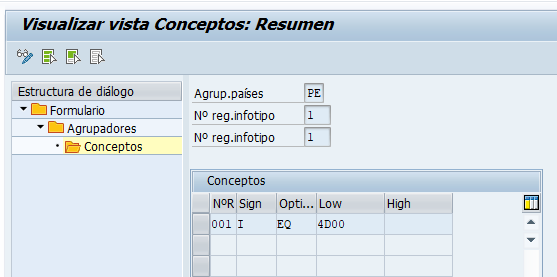 Visualizar vista Conceptos: Resumen
Estructura de diálogo
Formulario
Agrupadores
Conceptos
Agrup.países PE
Nº reg.infotipo 1
Nº reg.infotipo 1
Conceptos
NºR Sign Opti... Low High
001 I EQ 4D00